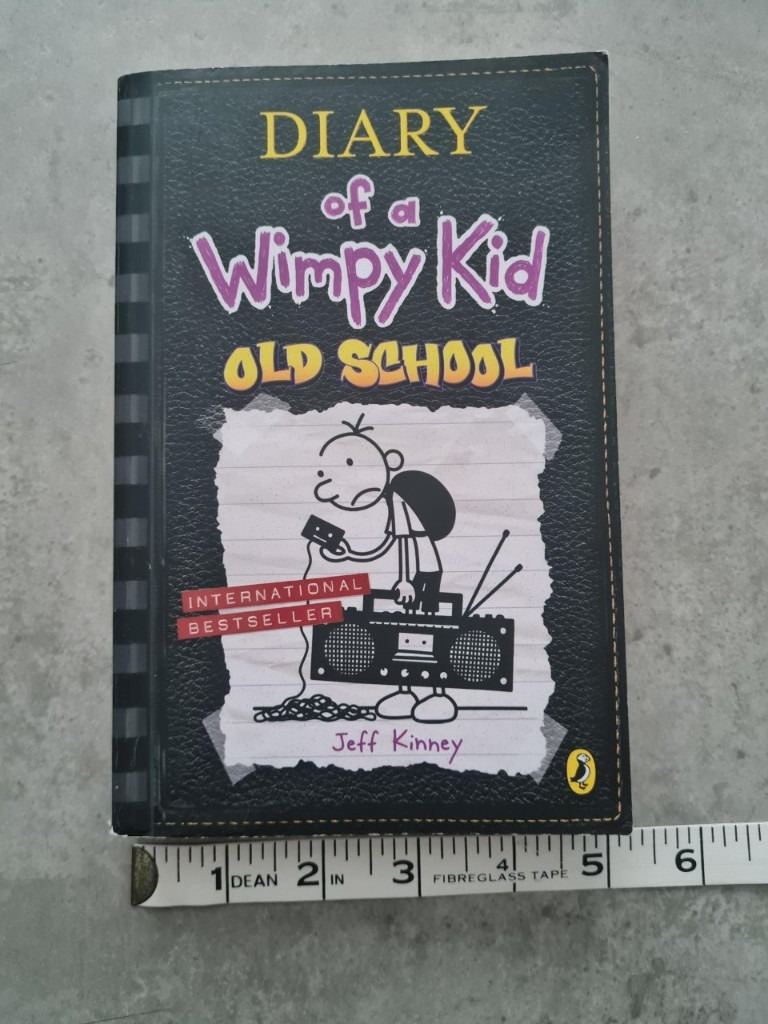 DIARY
of a
Wimpy Kid
OLD SCHOOL
INTERNATIONAL
BESTSELLER
Jeff Kinney
1 DEAN 2 IN 3 FIBREGLASS TAPE 4 5 6